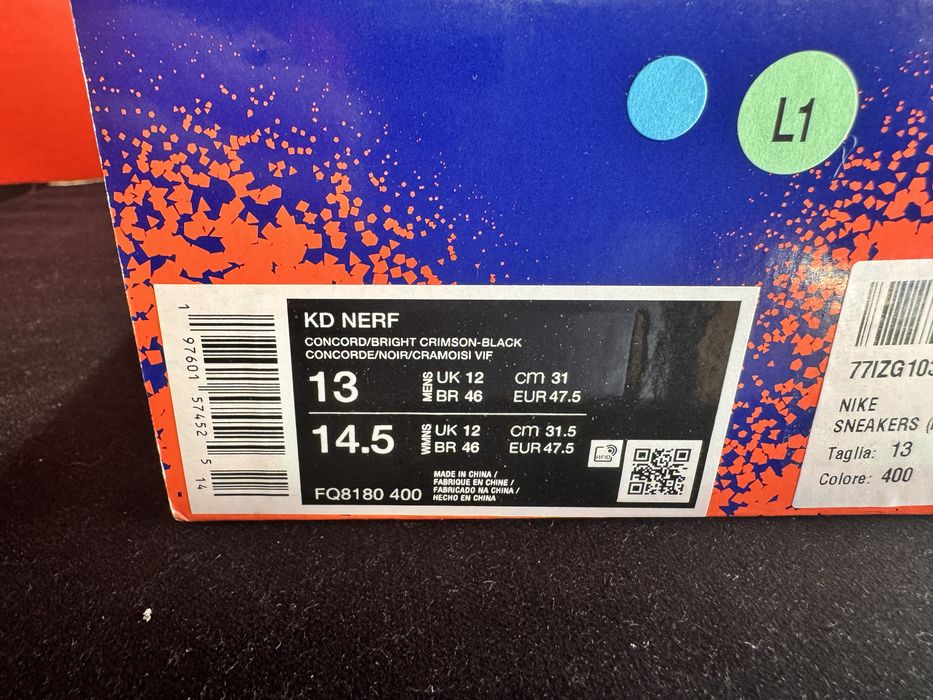 L1
KD NERF
CONCORD/BRIGHT CRIMSON-BLACK
CONCORDE/NOIR/CRAMOISI VIF
13 MENS UK 12 CM 31
BR 46 EUR 47.5
14.5 WMNS UK 12 CM 31.5
BR 46 EUR 47.5
FQ8180 400
MADE IN CHINA /
FABRIQUE EN CHINE /
FABRICADO NA CHINA /
HECHO EN CHINA
RFID
1 97601 57452 5 14
77IZG103
NIKE
SNEAKERS (
Taglia: 13
Colore: 400